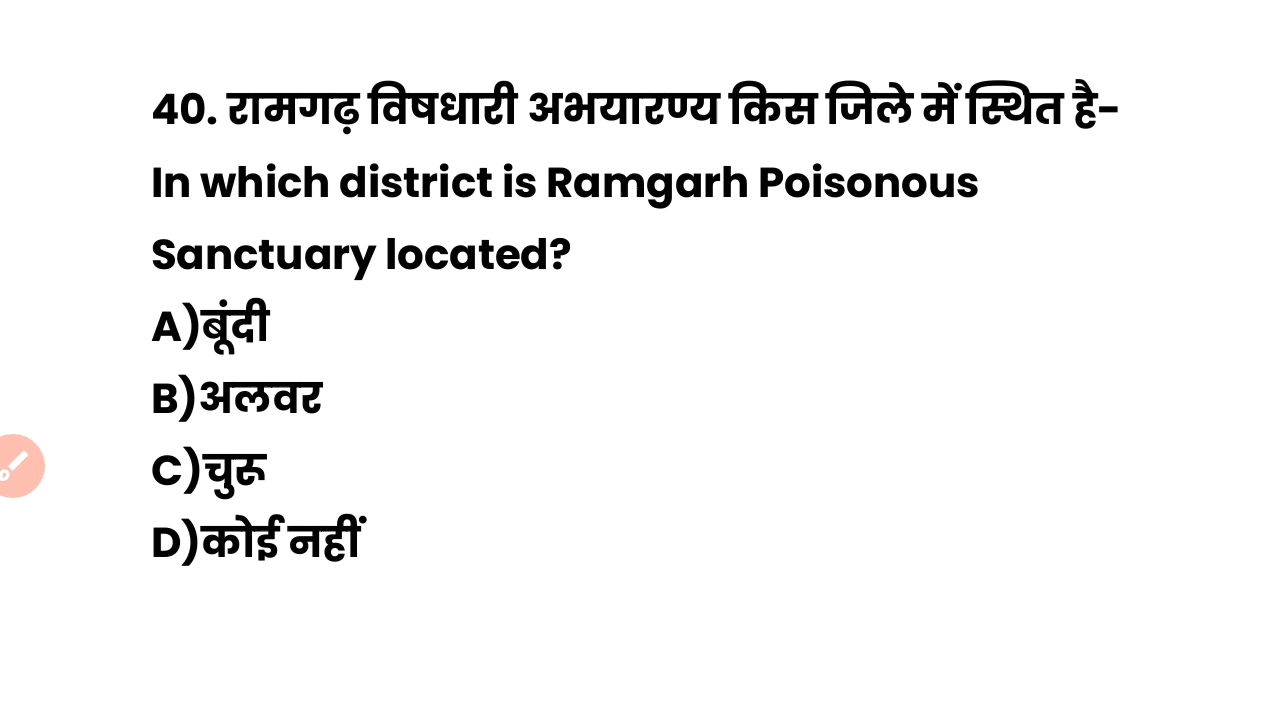 40. रामगढ़ विषधारी अभयारण्य किस जिले में स्थित है-
In which district is Ramgarh Poisonous
Sanctuary located?
A)बूंदी
B)अलवर
C)चुरू
D)कोई नहीं